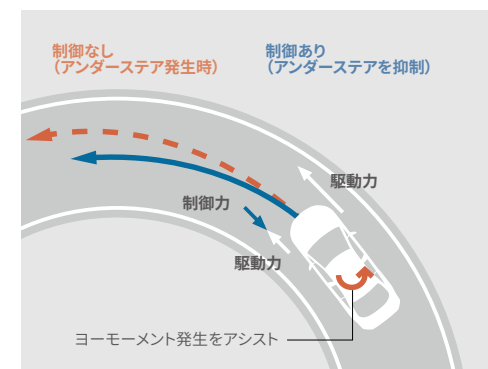 制御なし
（アンダーステア発生時）
制御あり
（アンダーステアを抑制）
駆動力
制御力
駆動力
ヨーモーメント発生をアシスト